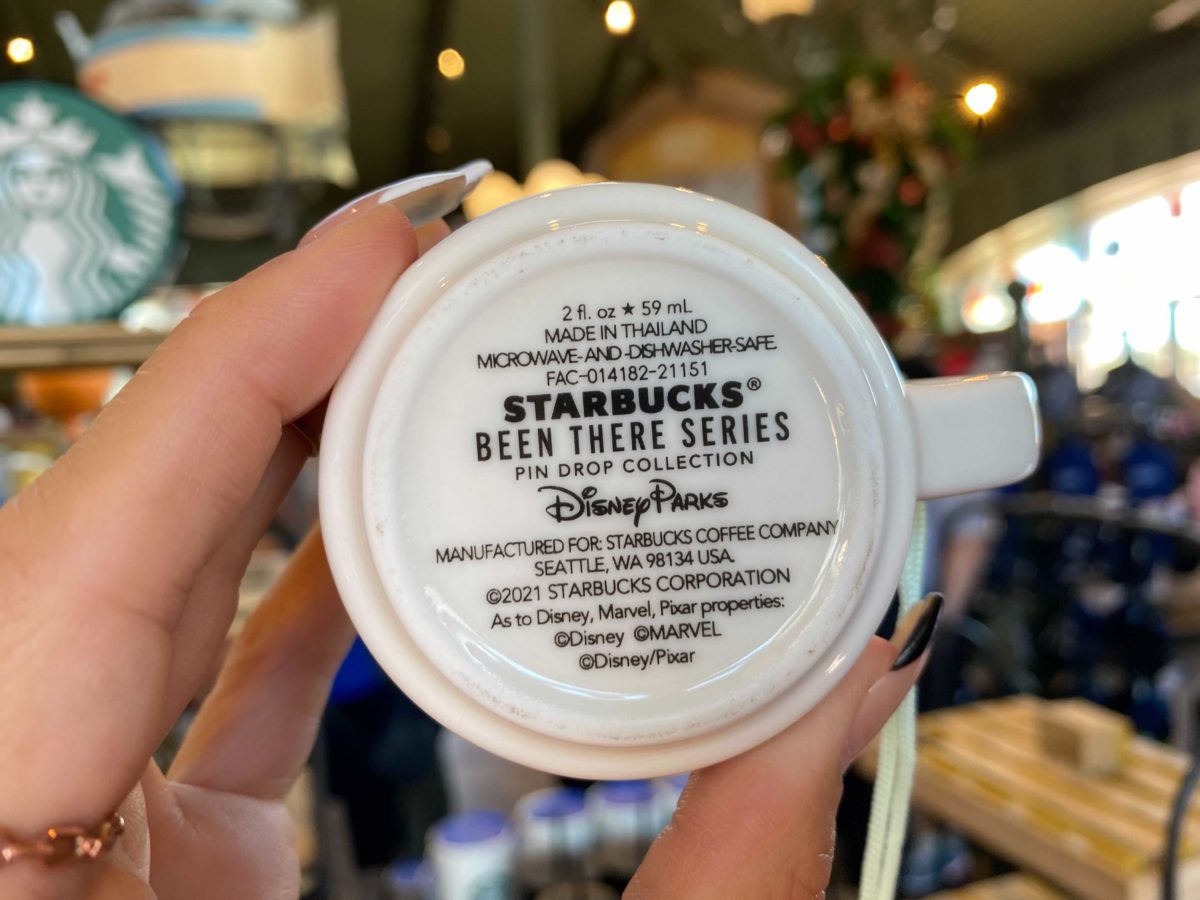 2 fl. oz ★ 59 mL
MADE IN THAILAND
MICROWAVE-AND-DISHWASHER-SAFE.
FAC-014182-21151
STARBUCKS®
BEEN THERE SERIES
PIN DROP COLLECTION
Disney Parks
MANUFACTURED FOR: STARBUCKS COFFEE COMPANY
SEATTLE, WA 98134 USA.
©2021 STARBUCKS CORPORATION
As to Disney, Marvel, Pixar properties:
©Disney ©MARVEL
©Disney/Pixar